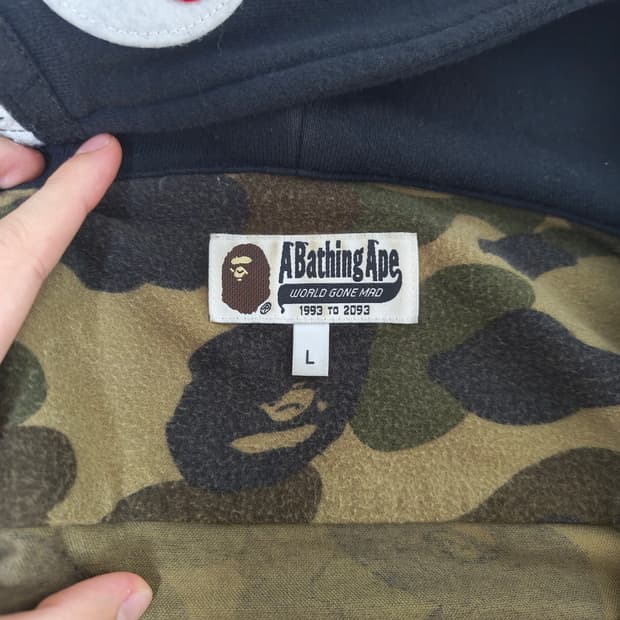 A Bathing Ape
WORLD GONE MAD
1993 TO 2093
L